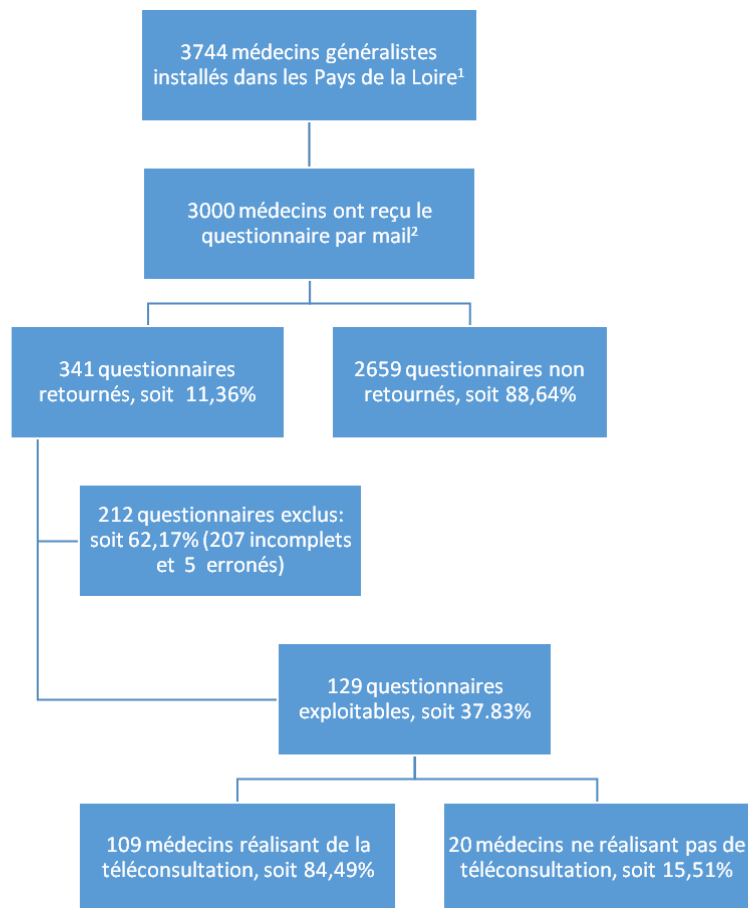 3744 médecins généralistes
installés dans les Pays de la Loire¹
3000 médecins ont reçu le
questionnaire par mail²
341 questionnaires
retournés, soit 11,36%
2659 questionnaires non
retournés, soit 88,64%
212 questionnaires exclus:
soit 62,17% (207 incomplets
et 5 erronés)
129 questionnaires
exploitables, soit 37.83%
109 médecins réalisant de la
téléconsultation, soit 84,49%
20 médecins ne réalisant pas de
téléconsultation, soit 15,51%